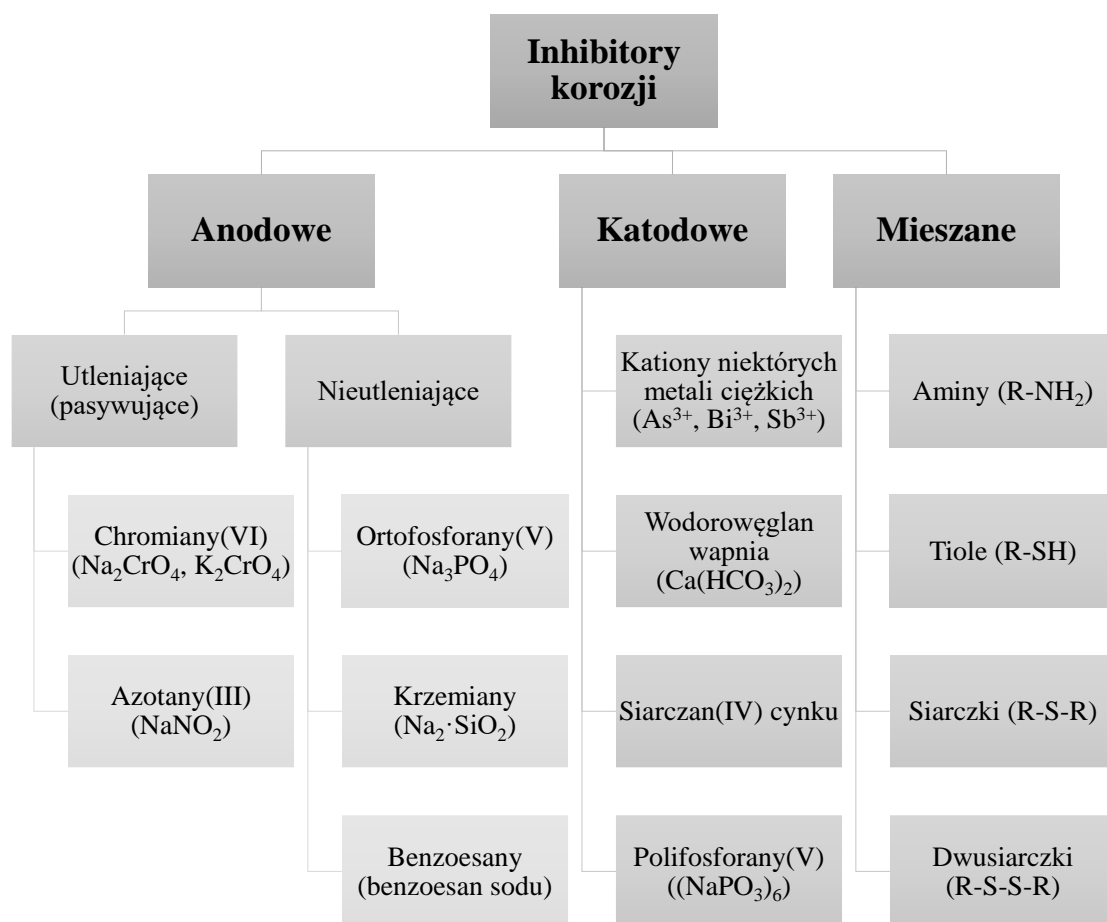 Inhibitory
korozji
Anodowe
Katodowe
Mieszane
Utleniające
(pasywujące)
Nieutleniające
Kationy niektórych
metali ciężkich
(As³⁺, Bi³⁺, Sb³⁺)
Aminy (R-NH₂)
Chromiany(VI)
(Na₂CrO₄, K₂CrO₄)
Ortofosforany(V)
(Na₃PO₄)
Wodorowęglan
wapnia
(Ca(HCO₃)₂)
Tiole (R-SH)
Azotany(III)
(NaNO₂)
Krzemiany
(Na₂·SiO₂)
Siarczan(IV) cynku
Siarczki (R-S-R)
Benzoesany
(benzoesan sodu)
Polifosforany(V)
((NaPO₃)₆)
Dwusiarczki
(R-S-S-R)